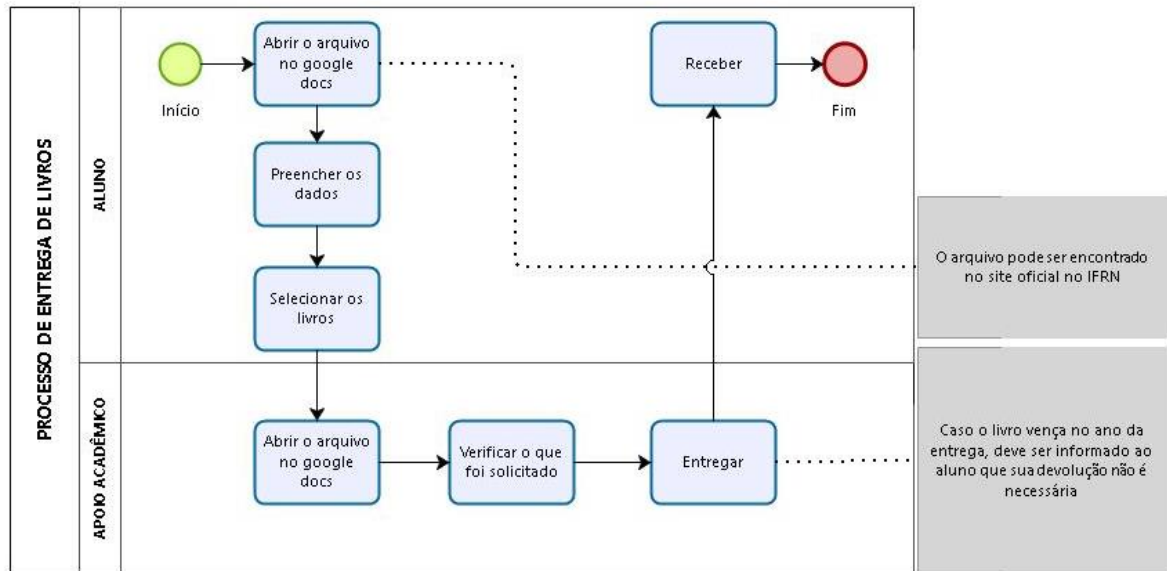 PROCESSO DE ENTREGA DE LIVROS
ALUNO
Início
Abrir o arquivo
no google
docs
Preencher os
dados
Selecionar os
livros
Receber
Fim
O arquivo pode ser encontrado
no site oficial no IFRN
APOIO ACADÊMICO
Abrir o arquivo
no google
docs
Verificar o que
foi solicitado
Entregar
Caso o livro vença no ano da
entrega, deve ser informado ao
aluno que sua devolução não é
necessária